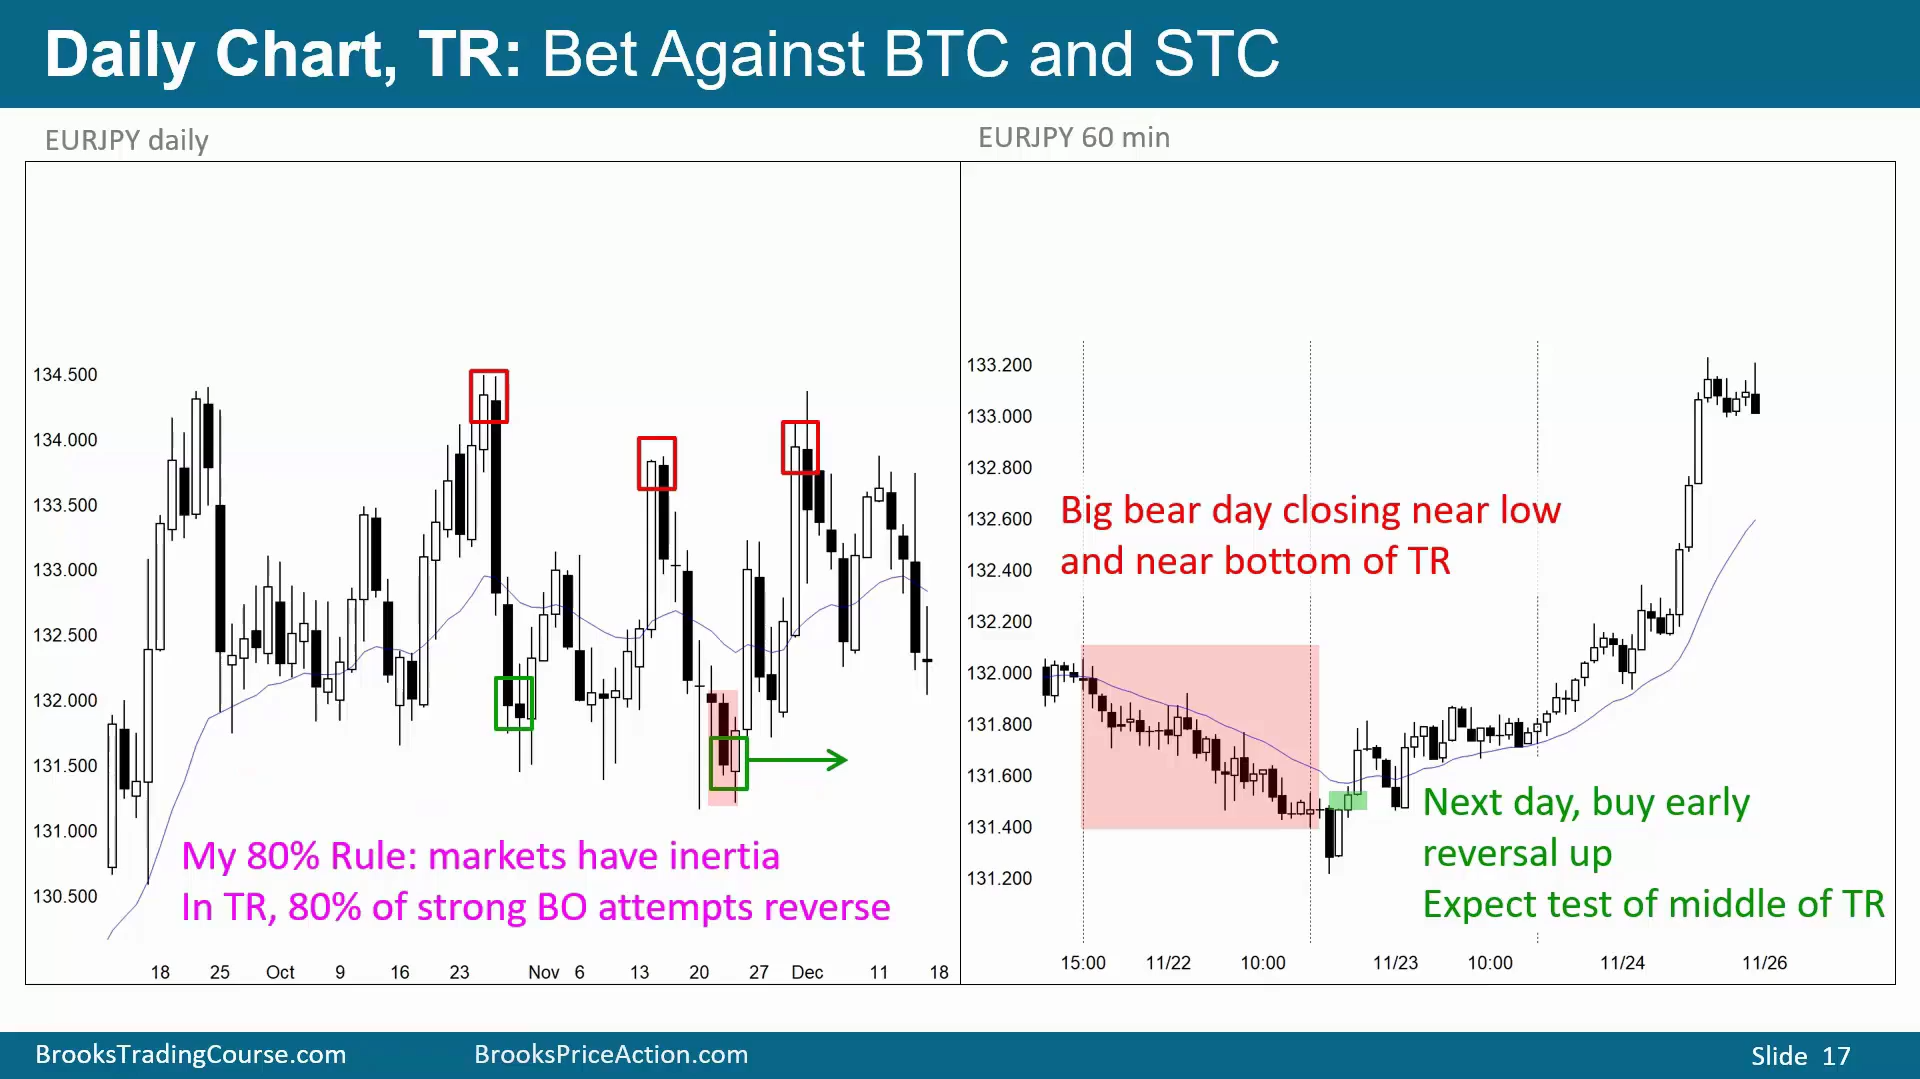 Daily Chart, TR: Bet Against BTC and STC
EURJPY daily
EURJPY 60 min
134.500
134.000
133.500
133.000
132.500
132.000
131.500
131.000
130.500
My 80% Rule: markets have inertia
In TR, 80% of strong BO attempts reverse
18 25 Oct 9 16 23 Nov 6 13 20 27 Dec 11 18
133.200
133.000
132.800
132.600
132.400
132.200
132.000
131.800
131.600
131.400
131.200
Big bear day closing near low
and near bottom of TR
Next day, buy early
reversal up
Expect test of middle of TR
15:00 11/22 10:00 11/23 10:00 11/24 11/26
BrooksTradingCourse.com
BrooksPriceAction.com
Slide 17